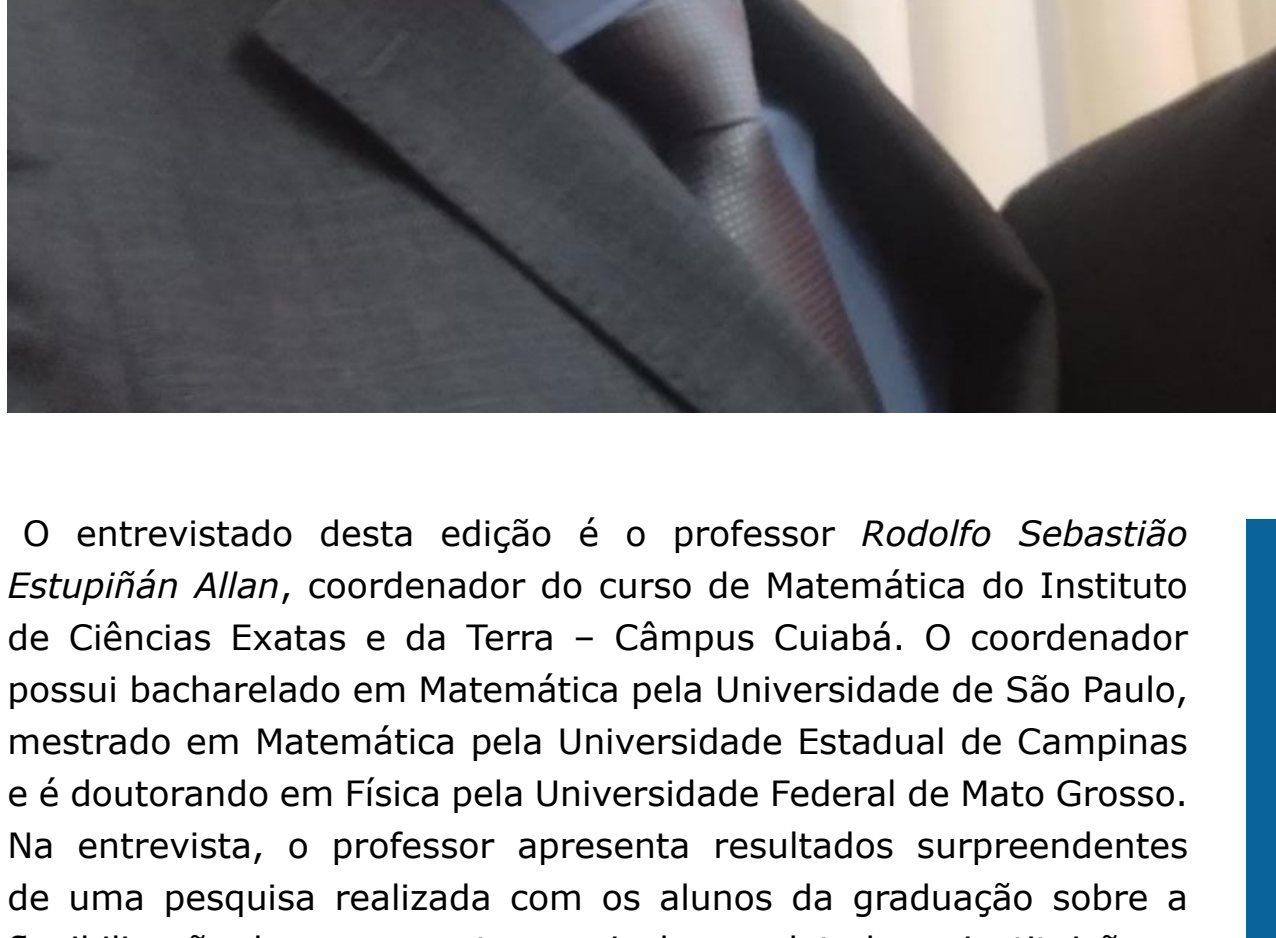 O entrevistado desta edição é o professor Rodolfo Sebastião
Estupiñán Allan, coordenador do curso de Matemática do Instituto
de Ciências Exatas e da Terra – Câmpus Cuiabá. O coordenador
possui bacharelado em Matemática pela Universidade de São Paulo,
mestrado em Matemática pela Universidade Estadual de Campinas
e é doutorando em Física pela Universidade Federal de Mato Grosso.
Na entrevista, o professor apresenta resultados surpreendentes
de uma pesquisa realizada com os alunos da graduação sobre a